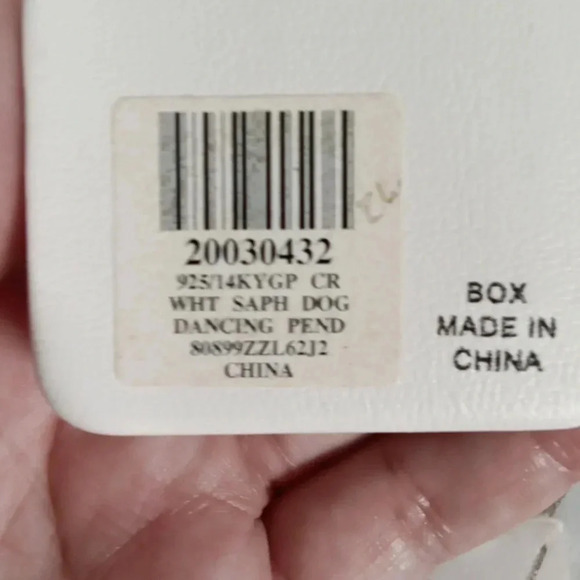 20030432
925/14KYGP CR
WHT SAPH DOG
DANCING PEND
80899ZZL62J2
CHINA
BOX
MADE IN
CHINA